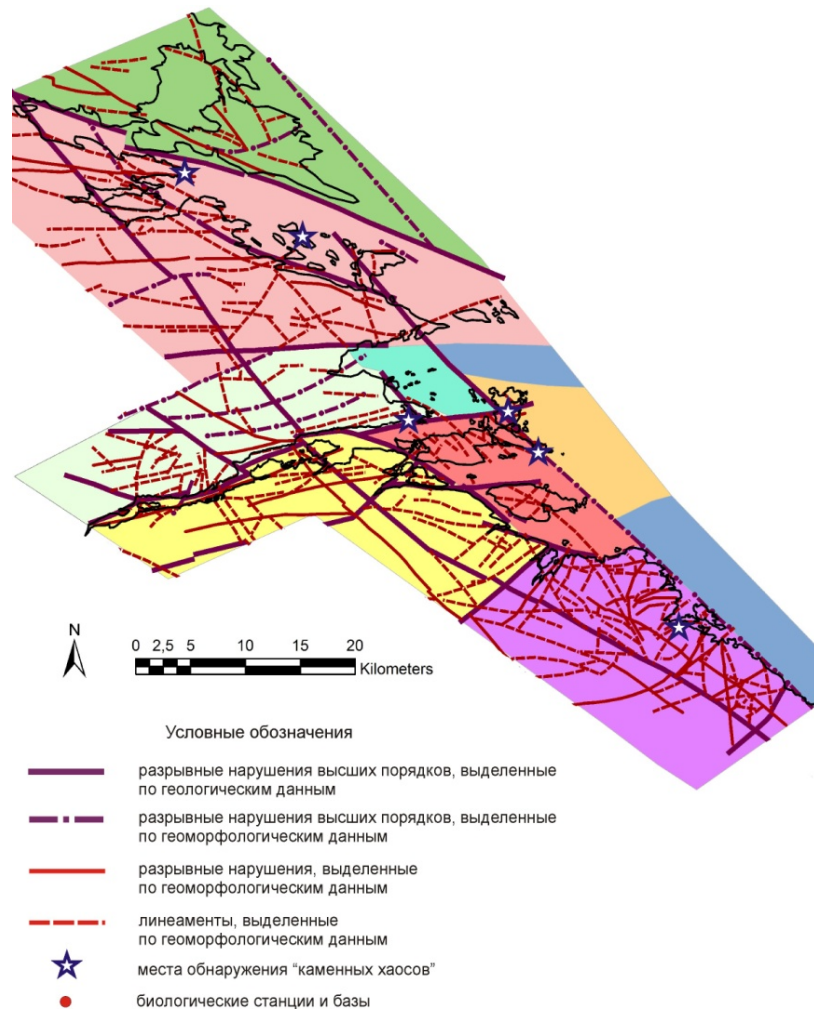 N
0 2,5 5 10 15 20
Kilometers
Условные обозначения
разрывные нарушения высших порядков, выделенные
по геологическим данным
разрывные нарушения высших порядков, выделенные
по геоморфологическим данным
разрывные нарушения, выделенные
по геоморфологическим данным
линеаменты, выделенные
по геоморфологическим данным
места обнаружения “каменных хаосов”
биологические станции и базы